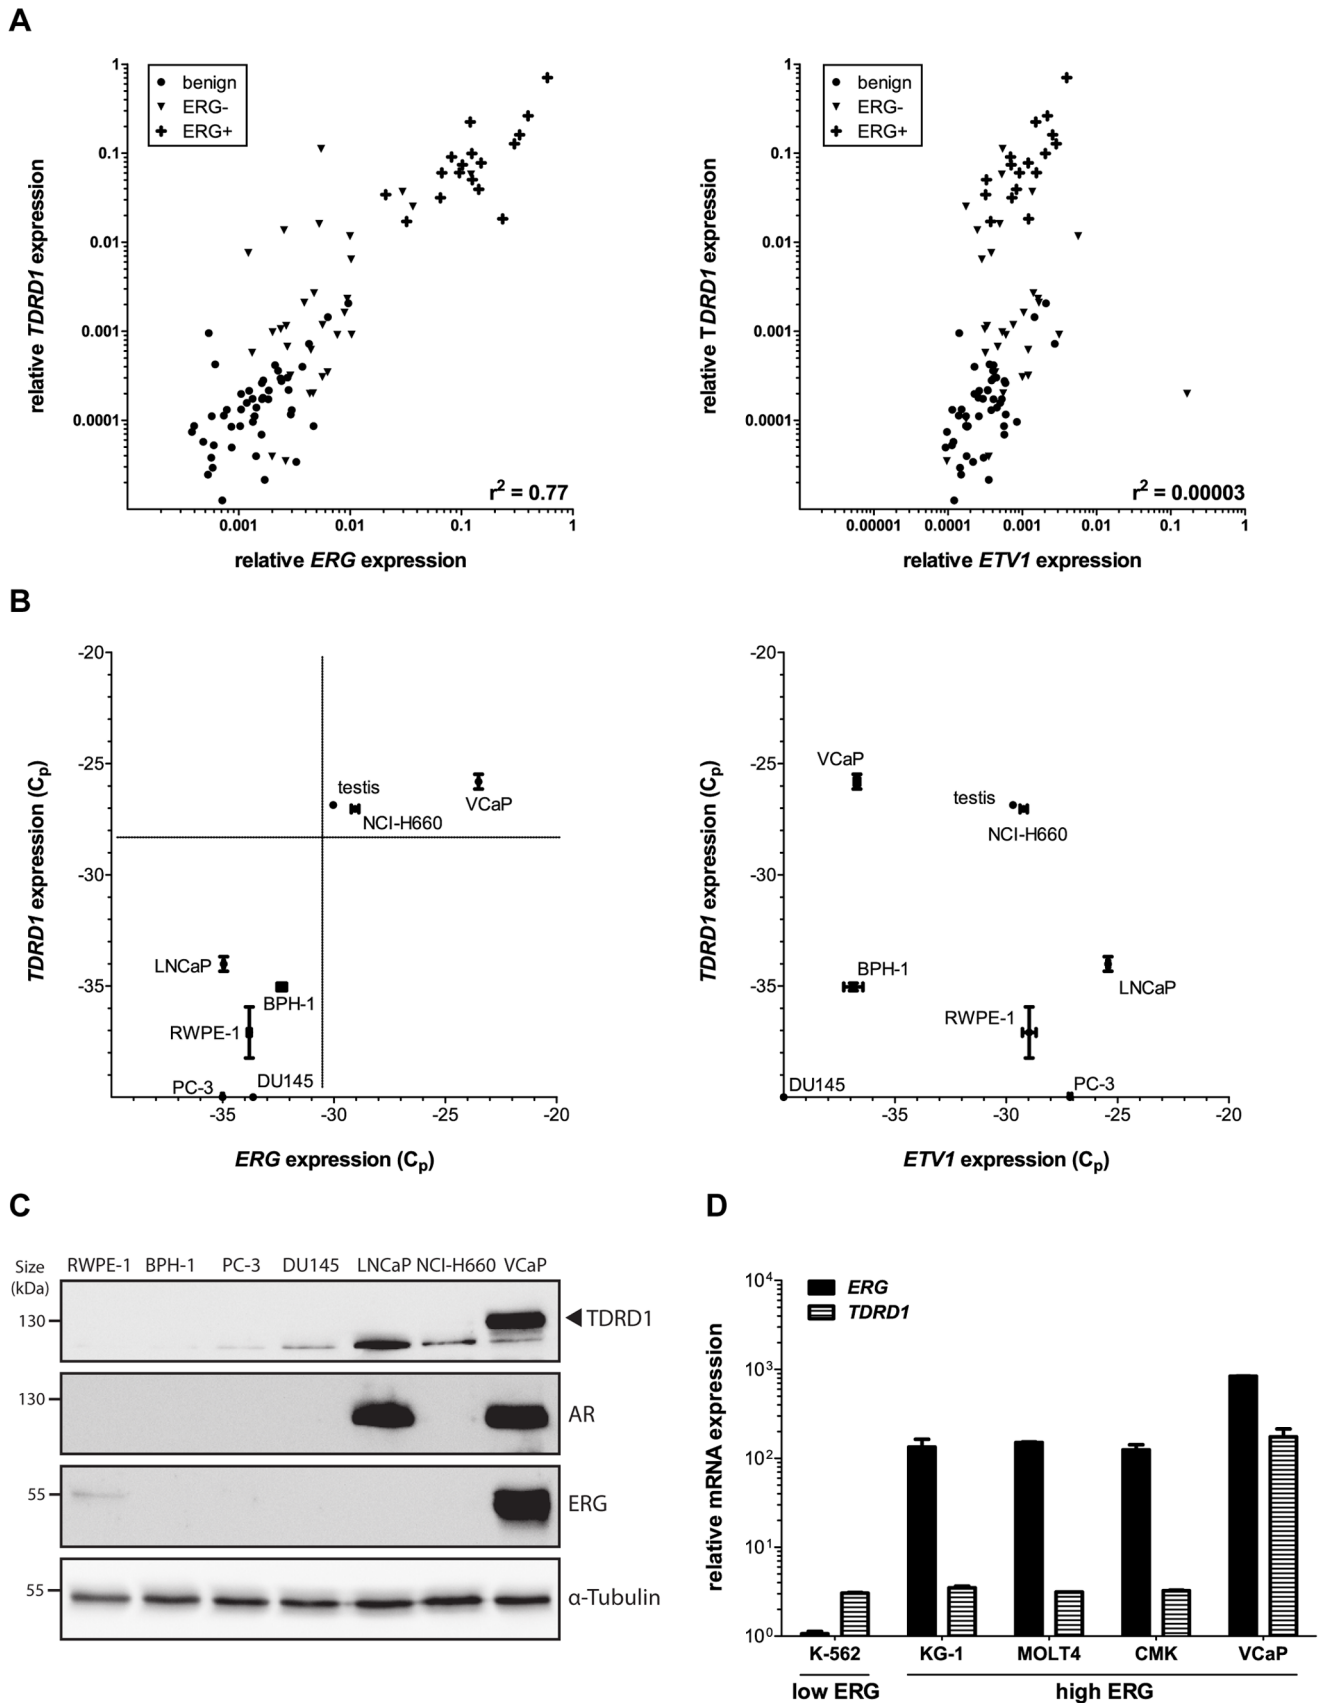 A
benign
ERG-
ERG+
1
0.1
0.01
0.001
0.0001
relative TDRD1 expression
r² = 0.77
0.001 0.01 0.1 1
relative ERG expression
benign
ERG-
ERG+
1
0.1
0.01
0.001
0.0001
relative TDRD1 expression
r² = 0.00003
0.00001 0.0001 0.001 0.01 0.1 1
relative ETV1 expression
B
-20
-25
-30
-35
TDRD1 expression (Cp)
testis
VCaP
NCI-H660
LNCaP
BPH-1
RWPE-1
PC-3
DU145
-35 -30 -25 -20
ERG expression (Cp)
-20
-25
-30
-35
TDRD1 expression (Cp)
VCaP
testis
NCI-H660
BPH-1
LNCaP
RWPE-1
DU145
PC-3
-35 -30 -25 -20
ETV1 expression (Cp)
C
Size
(kDa)
RWPE-1 BPH-1 PC-3 DU145 LNCaP NCI-H660 VCaP
130
TDRD1
130
AR
55
ERG
55
α-Tubulin
D
ERG
TDRD1
10⁴
10³
10²
10¹
10⁰
relative mRNA expression
K-562 KG-1 MOLT4 CMK VCaP
low ERG high ERG